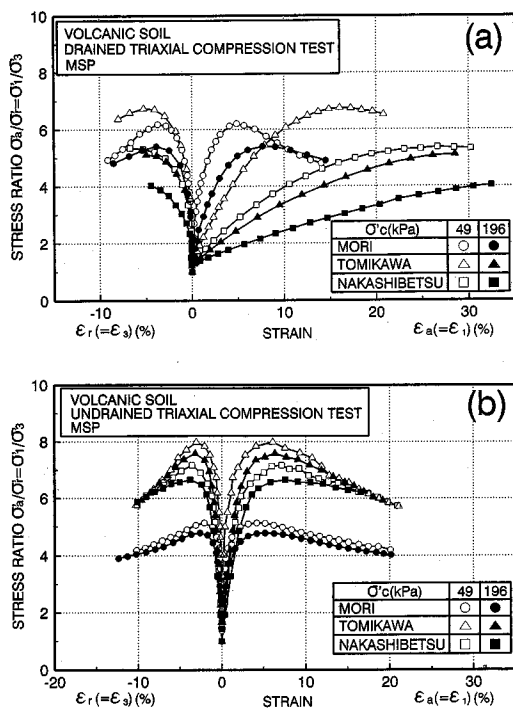 (a)
VOLCANIC SOIL
DRAINED TRIAXIAL COMPRESSION TEST
MSP
STRESS RATIO σ'a/σ'r=σ'1/σ'3
10
8
6
4
2
0
σ'c(kPa) 49 196
MORI
TOMIKAWA
NAKASHIBETSU
-10 0 10 20 30
εr(=ε3)(%) STRAIN εa(=ε1)(%)
(b)
VOLCANIC SOIL
UNDRAINED TRIAXIAL COMPRESSION TEST
MSP
STRESS RATIO σ'a/σ'r=σ'1/σ'3
10
8
6
4
2
0
σ'c(kPa) 49 196
MORI
TOMIKAWA
NAKASHIBETSU
-20 -10 0 10 20 30
εr(=ε3)(%) STRAIN εa(=ε1)(%)